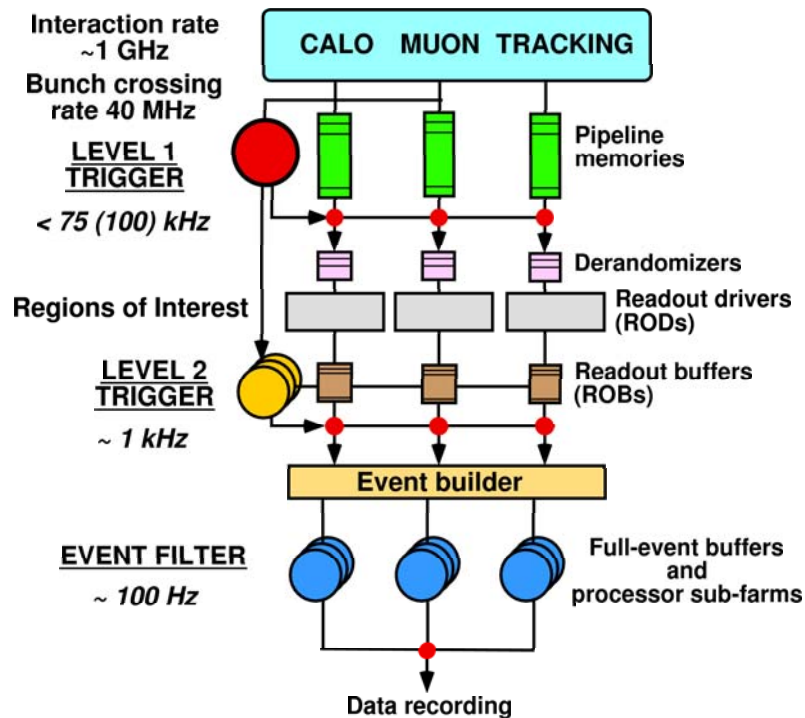 Interaction rate
~1 GHz
CALO MUON TRACKING
Bunch crossing
rate 40 MHz
LEVEL 1
TRIGGER
Pipeline
memories
< 75 (100) kHz
Derandomizers
Regions of Interest
Readout drivers
(RODs)
LEVEL 2
TRIGGER
Readout buffers
(ROBs)
~ 1 kHz
Event builder
EVENT FILTER
~ 100 Hz
Full-event buffers
and
processor sub-farms
Data recording